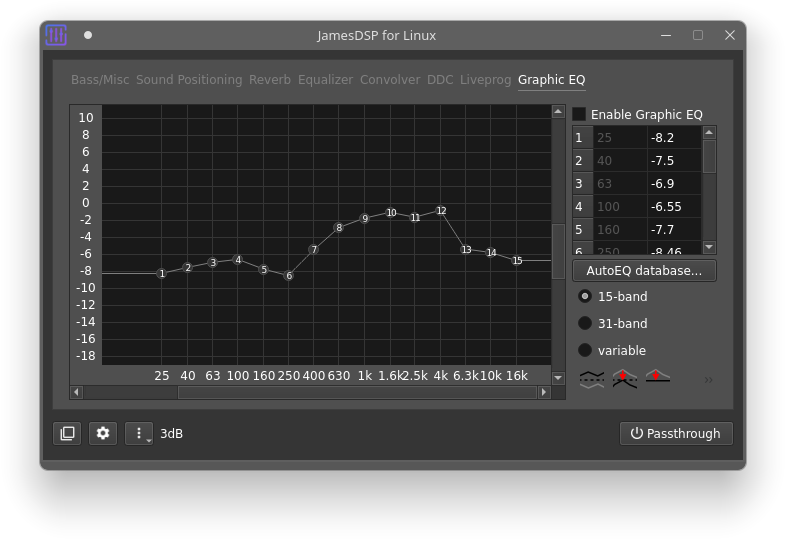 JamesDSP for Linux
Bass/Misc Sound Positioning Reverb Equalizer Convolver DDC Liveprog Graphic EQ
Enable Graphic EQ
10
8
6
4
2
0
-2
-4
-6
-8
-10
-12
-14
-16
-18
1 2 3 4 5 6 7 8 9 10 11 12 13 14 15
25 40 63 100 160 250 400 630 1k 1.6k 2.5k 4k 6.3k 10k 16k
1 25 -8.2
2 40 -7.5
3 63 -6.9
4 100 -6.55
5 160 -7.7
6 250 -8.46
AutoEQ database...
15-band
31-band
variable
»
3dB
Passthrough